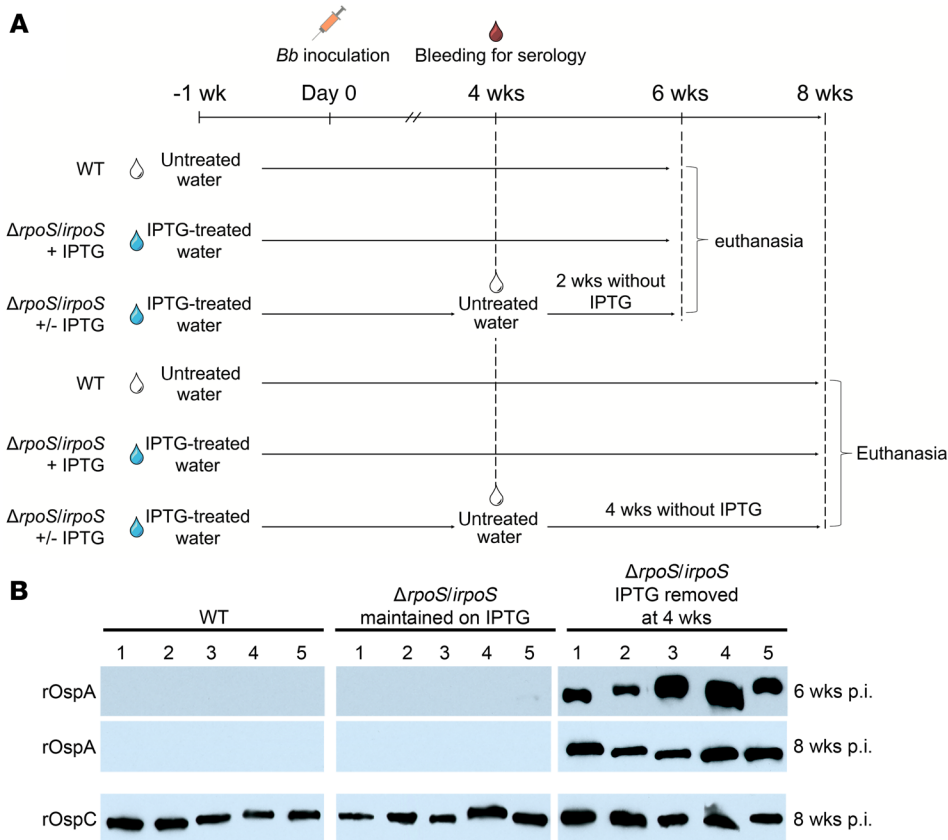 A
Bb inoculation
Bleeding for serology
-1 wk
Day 0
4 wks
6 wks
8 wks
WT
Untreated
water
ΔrpoS/irpoS
+ IPTG
IPTG-treated
water
euthanasia
ΔrpoS/irpoS
+/- IPTG
IPTG-treated
water
Untreated
water
2 wks without
IPTG
WT
Untreated
water
ΔrpoS/irpoS
+ IPTG
IPTG-treated
water
Euthanasia
ΔrpoS/irpoS
+/- IPTG
IPTG-treated
water
Untreated
water
4 wks without IPTG
B
WT
ΔrpoS/irpoS
maintained on IPTG
ΔrpoS/irpoS
IPTG removed
at 4 wks
1 2 3 4 5 1 2 3 4 5 1 2 3 4 5
rOspA 6 wks p.i.
rOspA 8 wks p.i.
rOspC 8 wks p.i.